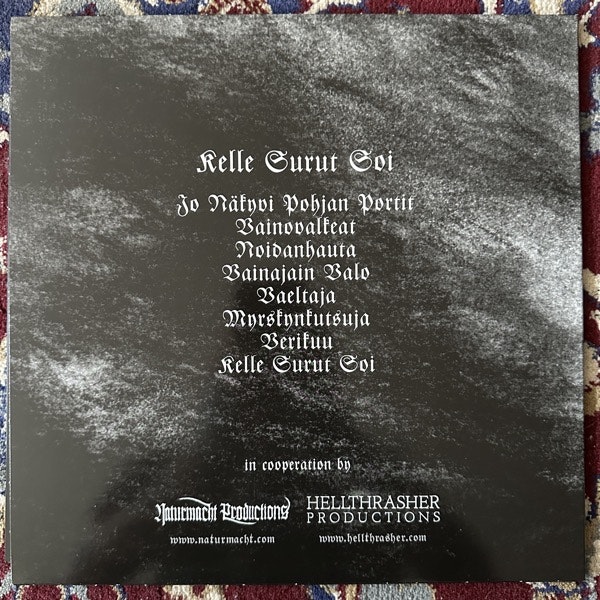 Kelle Surut Soi
Jo Näkyvi Pohjan Portit
Vainovalkeat
Noidanhauta
Vainajain Valo
Vaeltaja
Myrskynkutsuja
Verikuu
Kelle Surut Soi
in cooperation by
Naturmacht Productions HELLTHRASHER
PRODUCTIONS
www.naturmacht.com www.hellthrasher.com